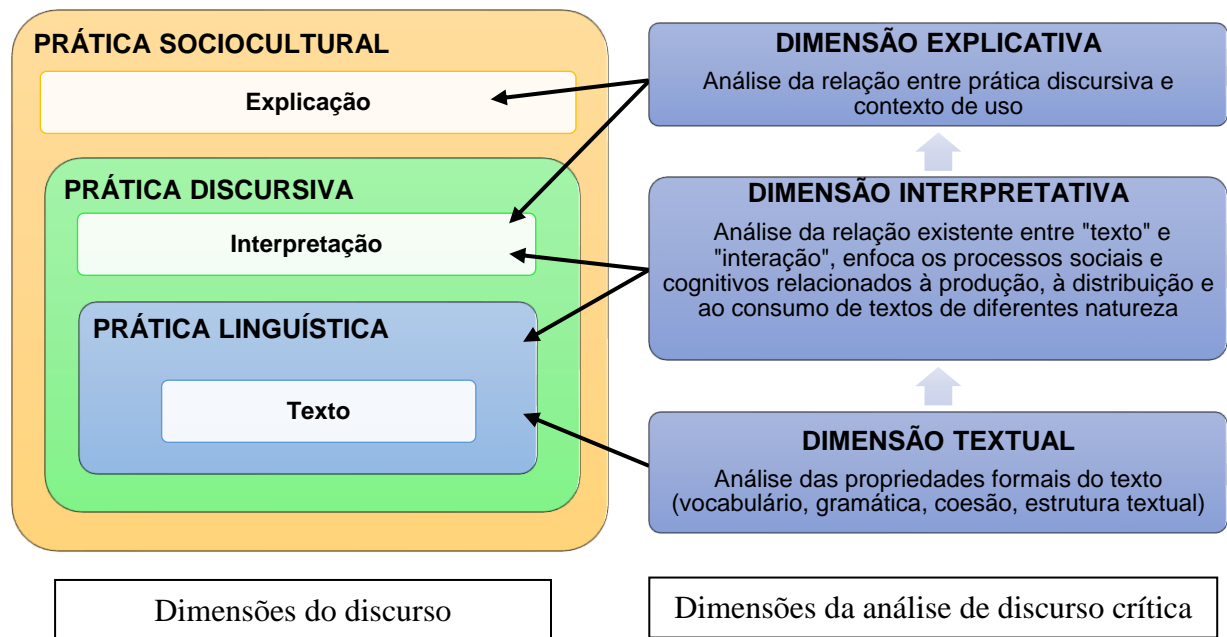 PRÁTICA SOCIOCULTURAL
Explicação
PRÁTICA DISCURSIVA
Interpretação
PRÁTICA LINGUÍSTICA
Texto
Dimensões do discurso
DIMENSÃO EXPLICATIVA
Análise da relação entre prática discursiva e
contexto de uso
DIMENSÃO INTERPRETATIVA
Análise da relação existente entre "texto" e
"interação", enfoca os processos sociais e
cognitivos relacionados à produção, à distribuição e
ao consumo de textos de diferentes natureza
DIMENSÃO TEXTUAL
Análise das propriedades formais do texto
(vocabulário, gramática, coesão, estrutura textual)
Dimensões da análise de discurso crítica